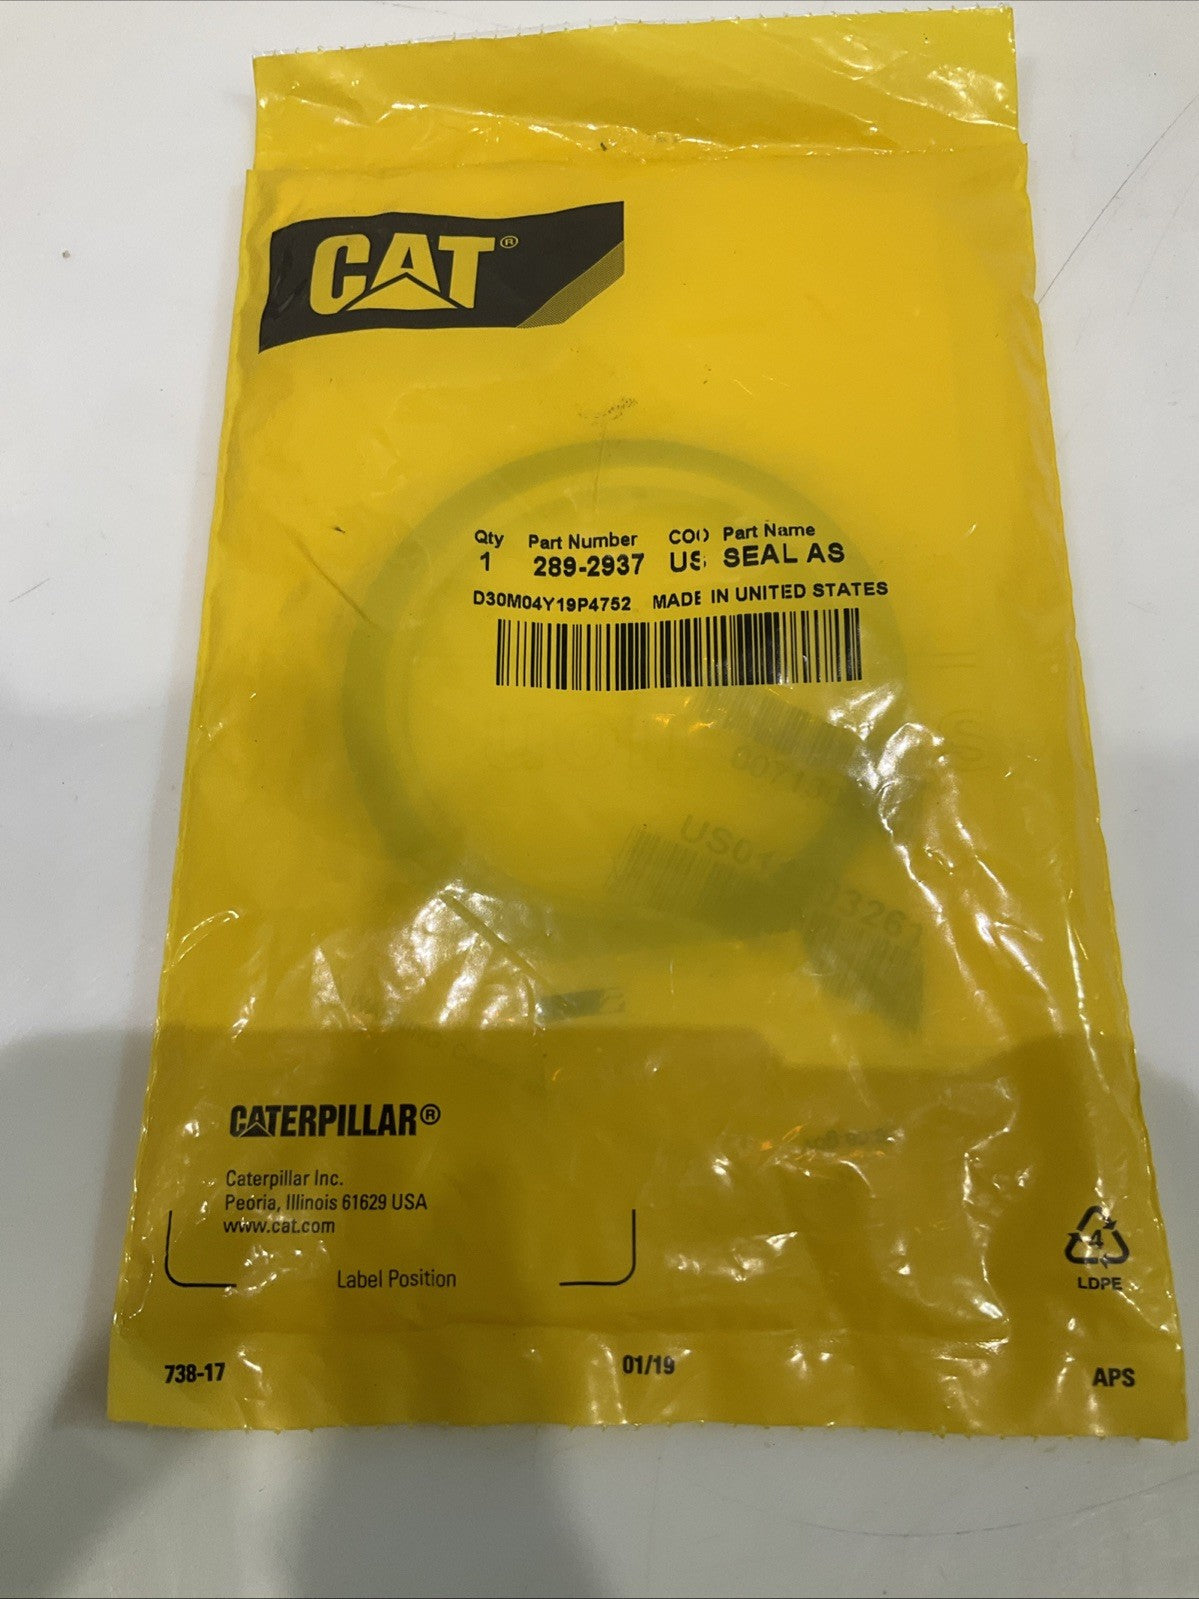 CAT®
Qty Part Number COO Part Name
1 289-2937 US SEAL AS
D30M04Y19P4752 MADE IN UNITED STATES
CATERPILLAR®
Caterpillar Inc.
Peoria, Illinois 61629 USA
www.cat.com
Label Position
4
LDPE
738-17 01/19 APS